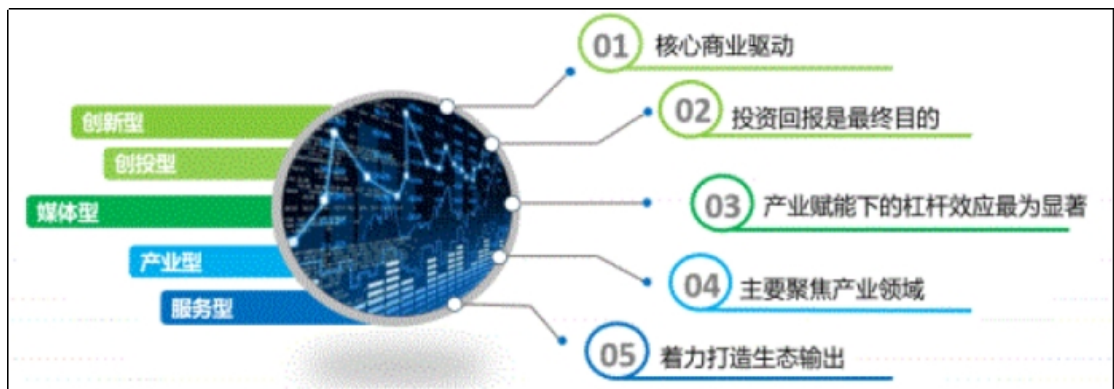 创新型
创投型
媒体型
产业型
服务型
01 核心商业驱动
02 投资回报是最终目的
03 产业赋能下的杠杆效应最为显著
04 主要聚焦产业领域
05 着力打造生态输出